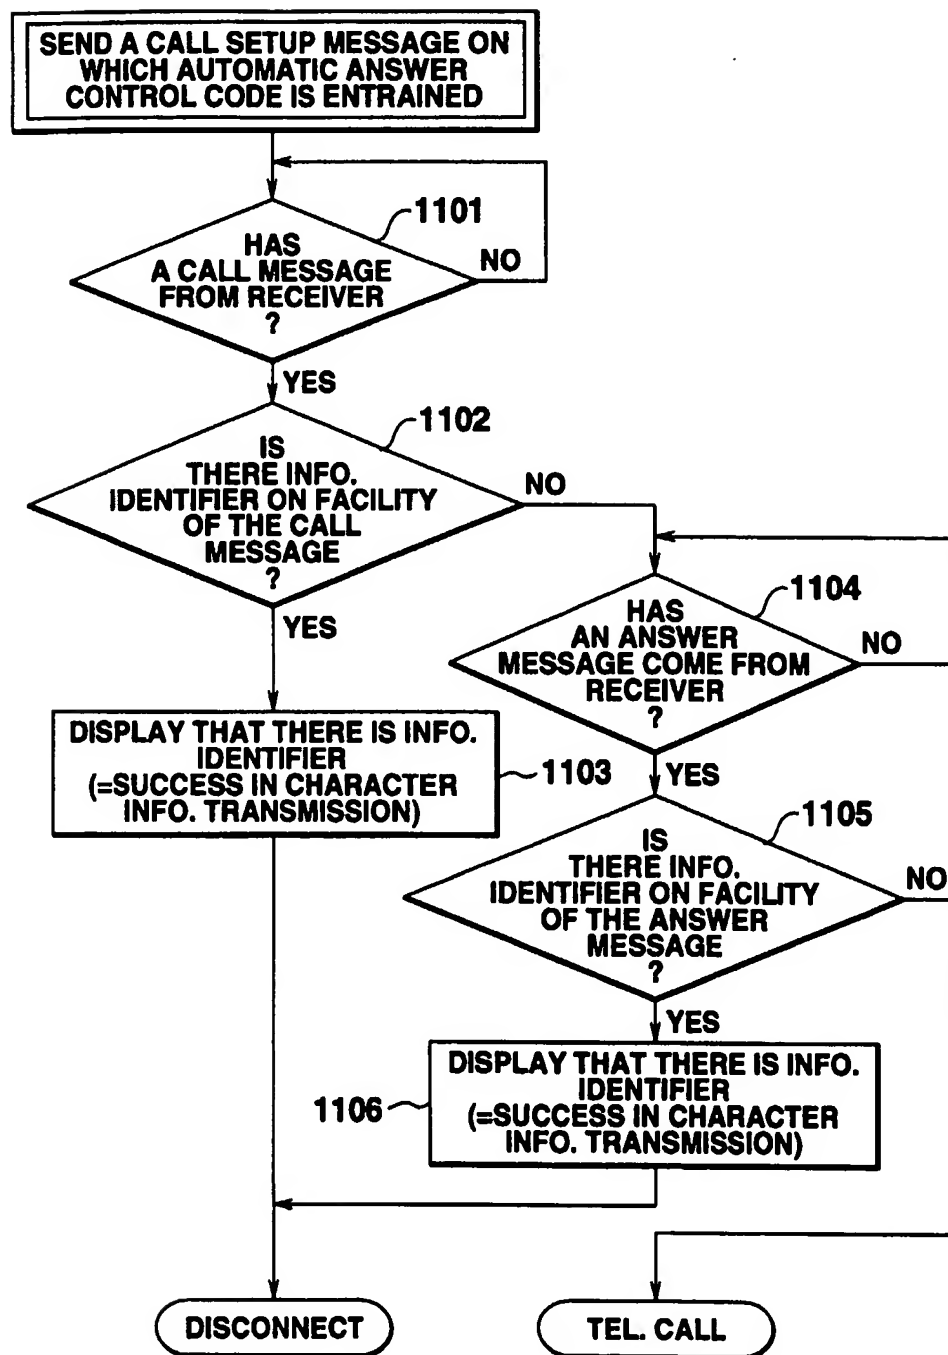 SEND A CALL SETUP MESSAGE ON
WHICH AUTOMATIC ANSWER
CONTROL CODE IS ENTRAINED
1101
HAS
A CALL MESSAGE
FROM RECEIVER
?
NO
YES
1102
IS
THERE INFO.
IDENTIFIER ON FACILITY
OF THE CALL
MESSAGE
?
NO
YES
1104
HAS
AN ANSWER
MESSAGE COME FROM
RECEIVER
?
NO
YES
DISPLAY THAT THERE IS INFO.
IDENTIFIER
(=SUCCESS IN CHARACTER
INFO. TRANSMISSION)
1103
1105
IS
THERE INFO.
IDENTIFIER ON FACILITY
OF THE ANSWER
MESSAGE
?
NO
YES
DISPLAY THAT THERE IS INFO.
IDENTIFIER
(=SUCCESS IN CHARACTER
INFO. TRANSMISSION)
1106
DISCONNECT
TEL. CALL